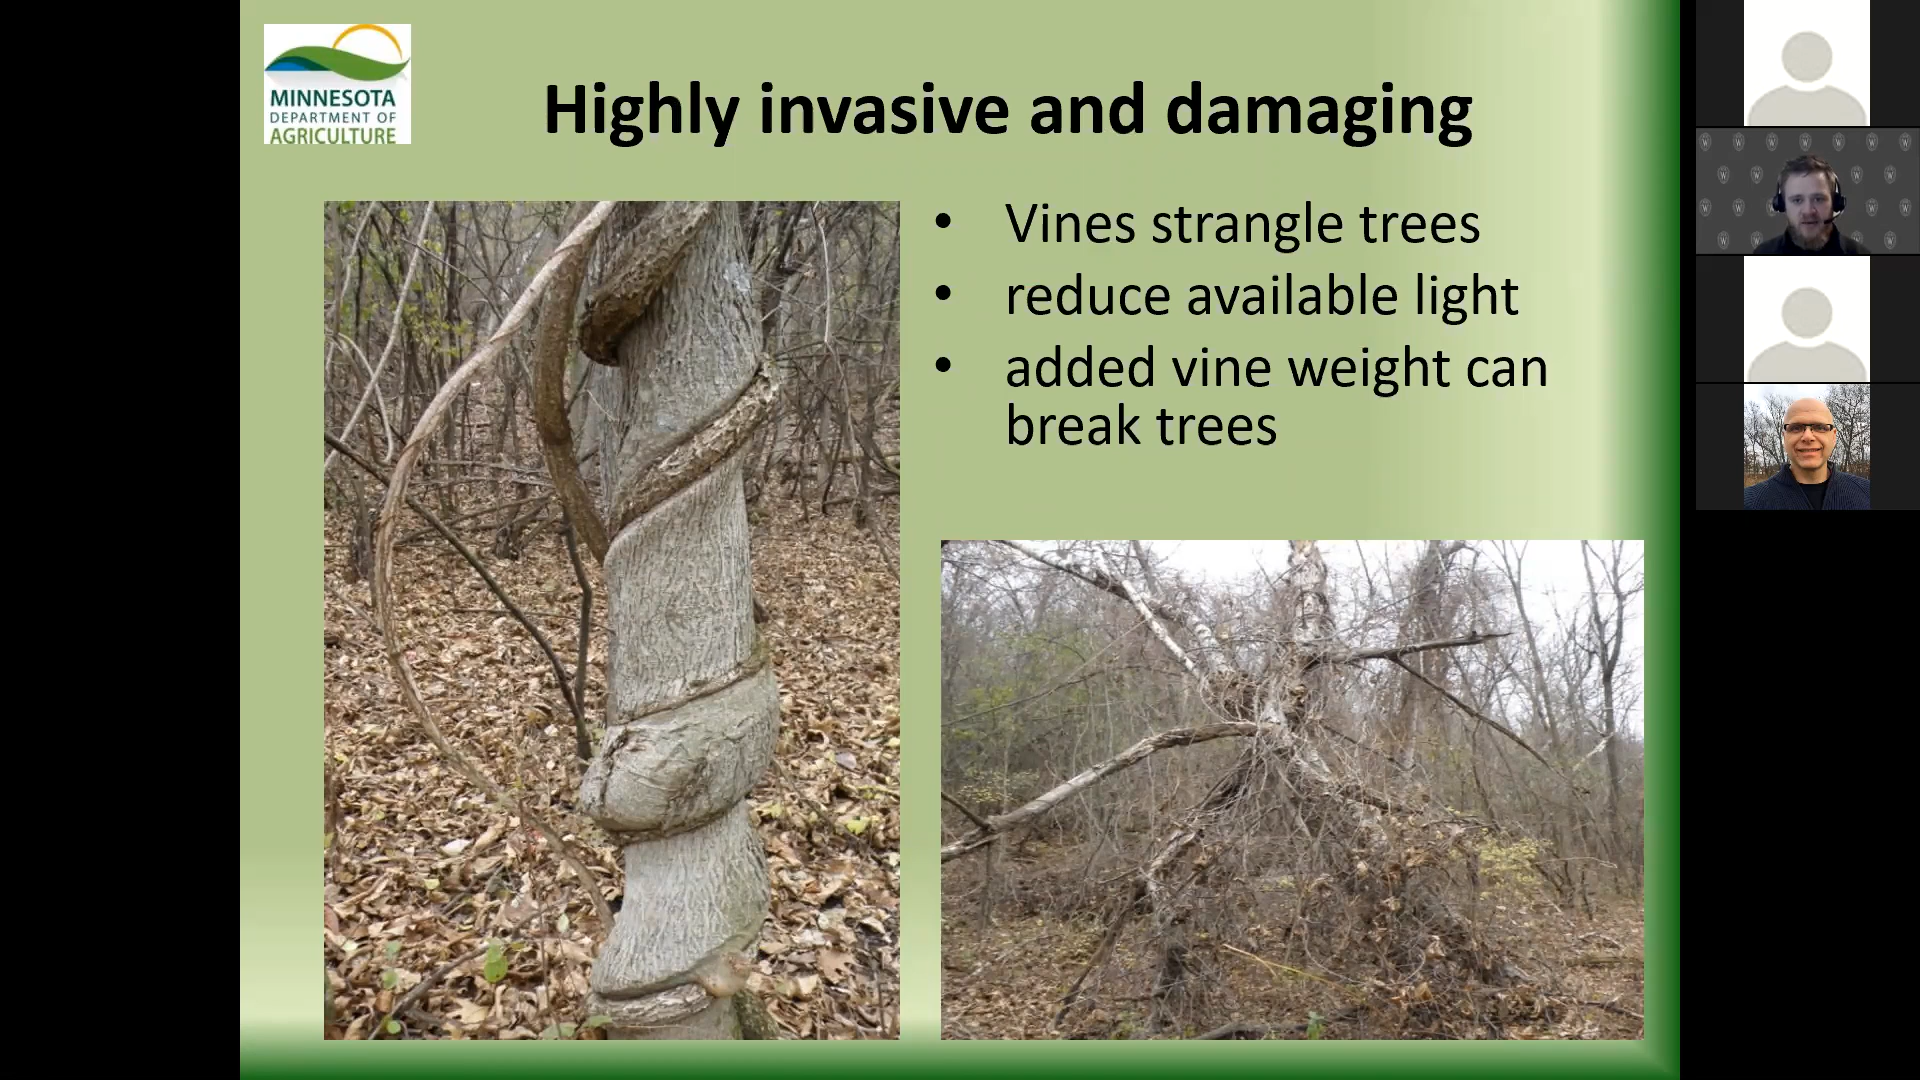 MINNESOTA
DEPARTMENT OF
AGRICULTURE
Highly invasive and damaging
• Vines strangle trees
• reduce available light
• added vine weight can
break trees